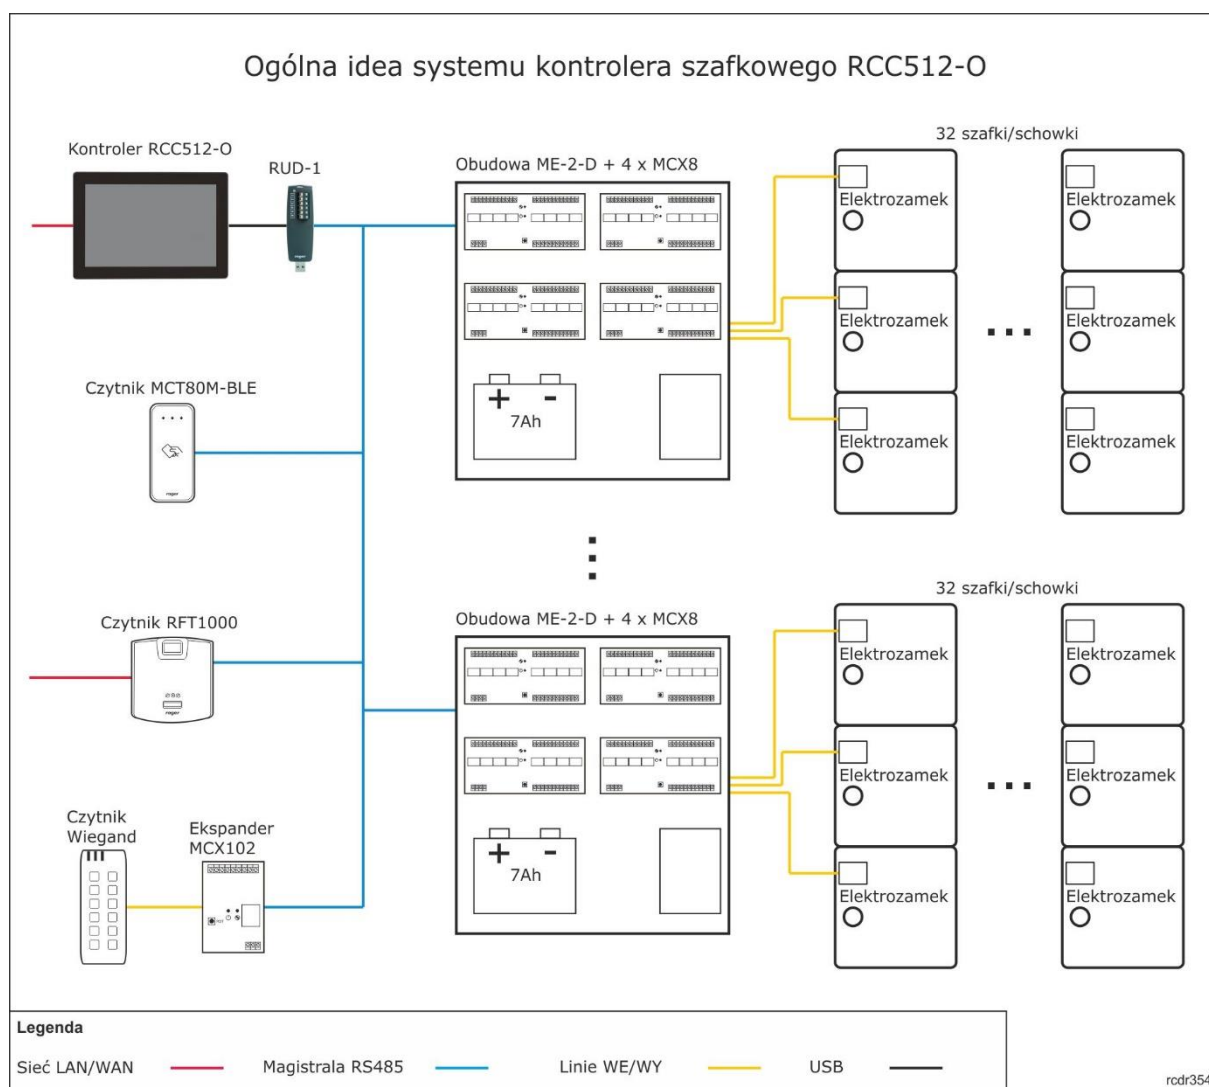 Ogólna idea systemu kontrolera szafkowego RCC512-O
Kontroler RCC512-O
RUD-1
Obudowa ME-2-D + 4 x MCX8
32 szafki/schowki
Elektrozamek
Elektrozamek
Elektrozamek
Elektrozamek
Elektrozamek
Elektrozamek
+ -
7Ah
Czytnik MCT80M-BLE
roger
Czytnik RFT1000
roger
Obudowa ME-2-D + 4 x MCX8
32 szafki/schowki
Elektrozamek
Elektrozamek
Elektrozamek
Elektrozamek
Elektrozamek
Elektrozamek
+ -
7Ah
Czytnik
Wiegand
Ekspander
MCX102
Legenda
Sieć LAN/WAN
Magistrala RS485
Linie WE/WY
USB
rcdr354